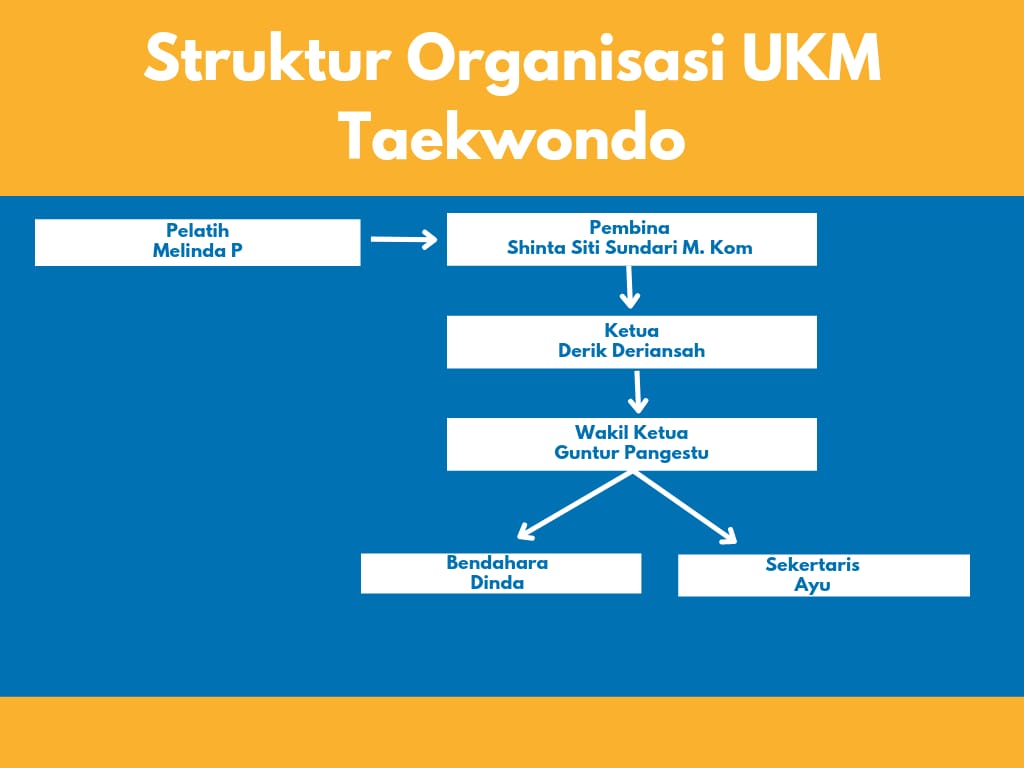 Struktur Organisasi UKM
Taekwondo
Pelatih
Melinda P
Pembina
Shinta Siti Sundari M. Kom
Ketua
Derik Deriansah
Wakil Ketua
Guntur Pangestu
Bendahara
Dinda
Sekertaris
Ayu